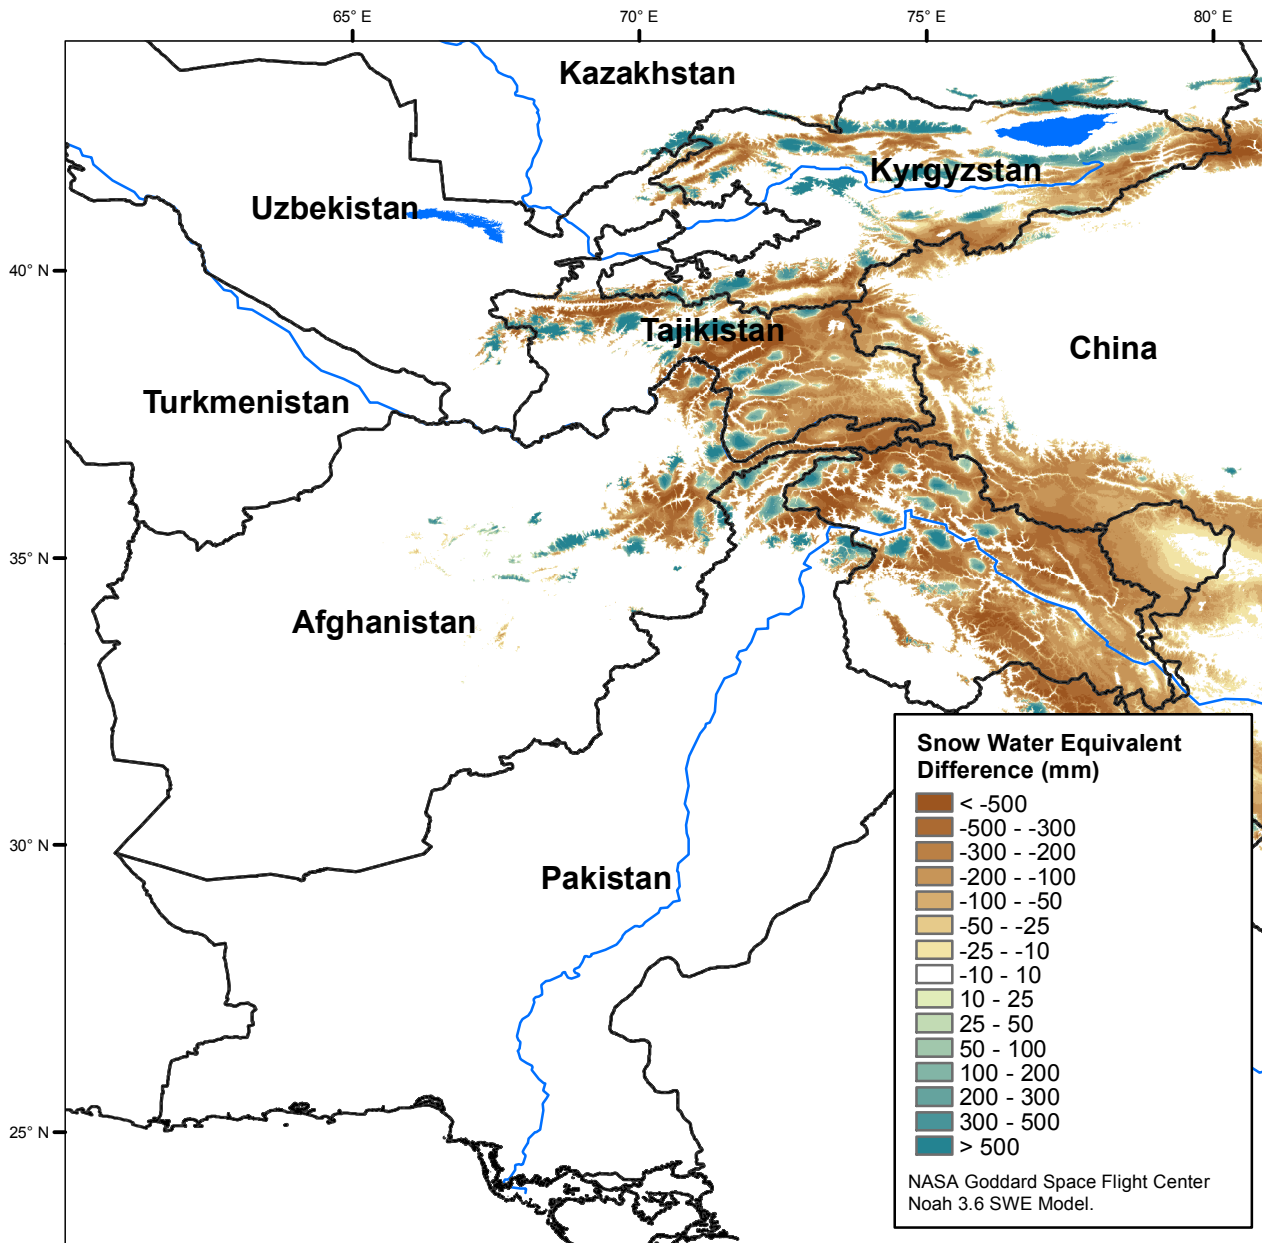 65° E
70° E
75° E
80° E
Kazakhstan
Kyrgyzstan
Uzbekistan
40° N
Tajikistan
China
Turkmenistan
35° N
Afghanistan
30° N
Pakistan
25° N
Snow Water Equivalent
Difference (mm)
< -500
-500 - -300
-300 - -200
-200 - -100
-100 - -50
-50 - -25
-25 - -10
-10 - 10
10 - 25
25 - 50
50 - 100
100 - 200
200 - 300
300 - 500
> 500
NASA Goddard Space Flight Center
Noah 3.6 SWE Model.